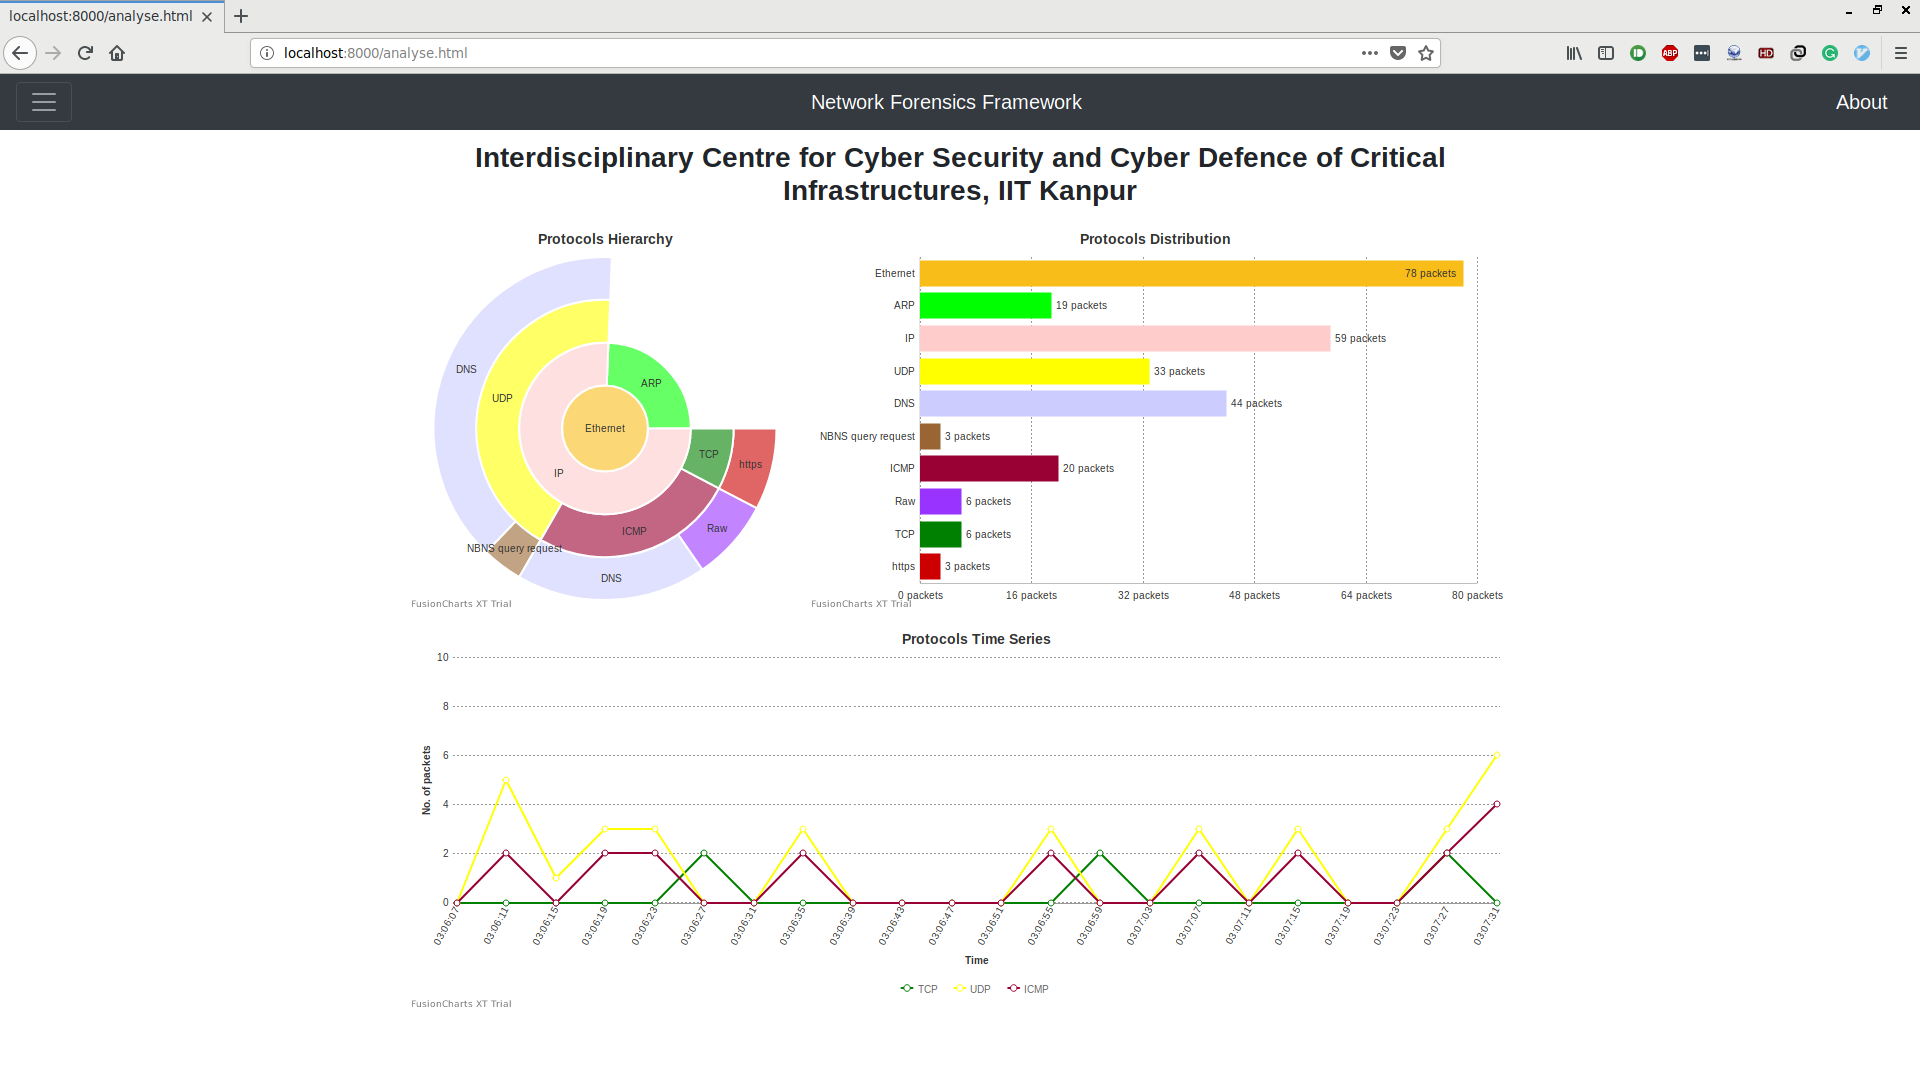 localhost:8000/analyse.html
localhost:8000/analyse.html
Network Forensics Framework
About
Interdisciplinary Centre for Cyber Security and Cyber Defence of Critical
Infrastructures, IIT Kanpur
Protocols Hierarchy
DNS
UDP
ARP
Ethernet
IP
TCP
https
ICMP
Raw
NBNS query request
DNS
FusionCharts XT Trial
Protocols Distribution
Ethernet 78 packets
ARP 19 packets
IP 59 packets
UDP 33 packets
DNS 44 packets
NBNS query request 3 packets
ICMP 20 packets
Raw 6 packets
TCP 6 packets
https 3 packets
0 packets 16 packets 32 packets 48 packets 64 packets 80 packets
FusionCharts XT Trial
Protocols Time Series
No. of packets
10
8
6
4
2
0
03:06:07 03:06:11 03:06:15 03:06:19 03:06:23 03:06:27 03:06:31 03:06:35 03:06:39 03:06:43 03:06:47 03:06:51 03:06:55 03:06:59 03:07:03 03:07:07 03:07:11 03:07:15 03:07:19 03:07:23 03:07:27 03:07:31
Time
TCP UDP ICMP
FusionCharts XT Trial